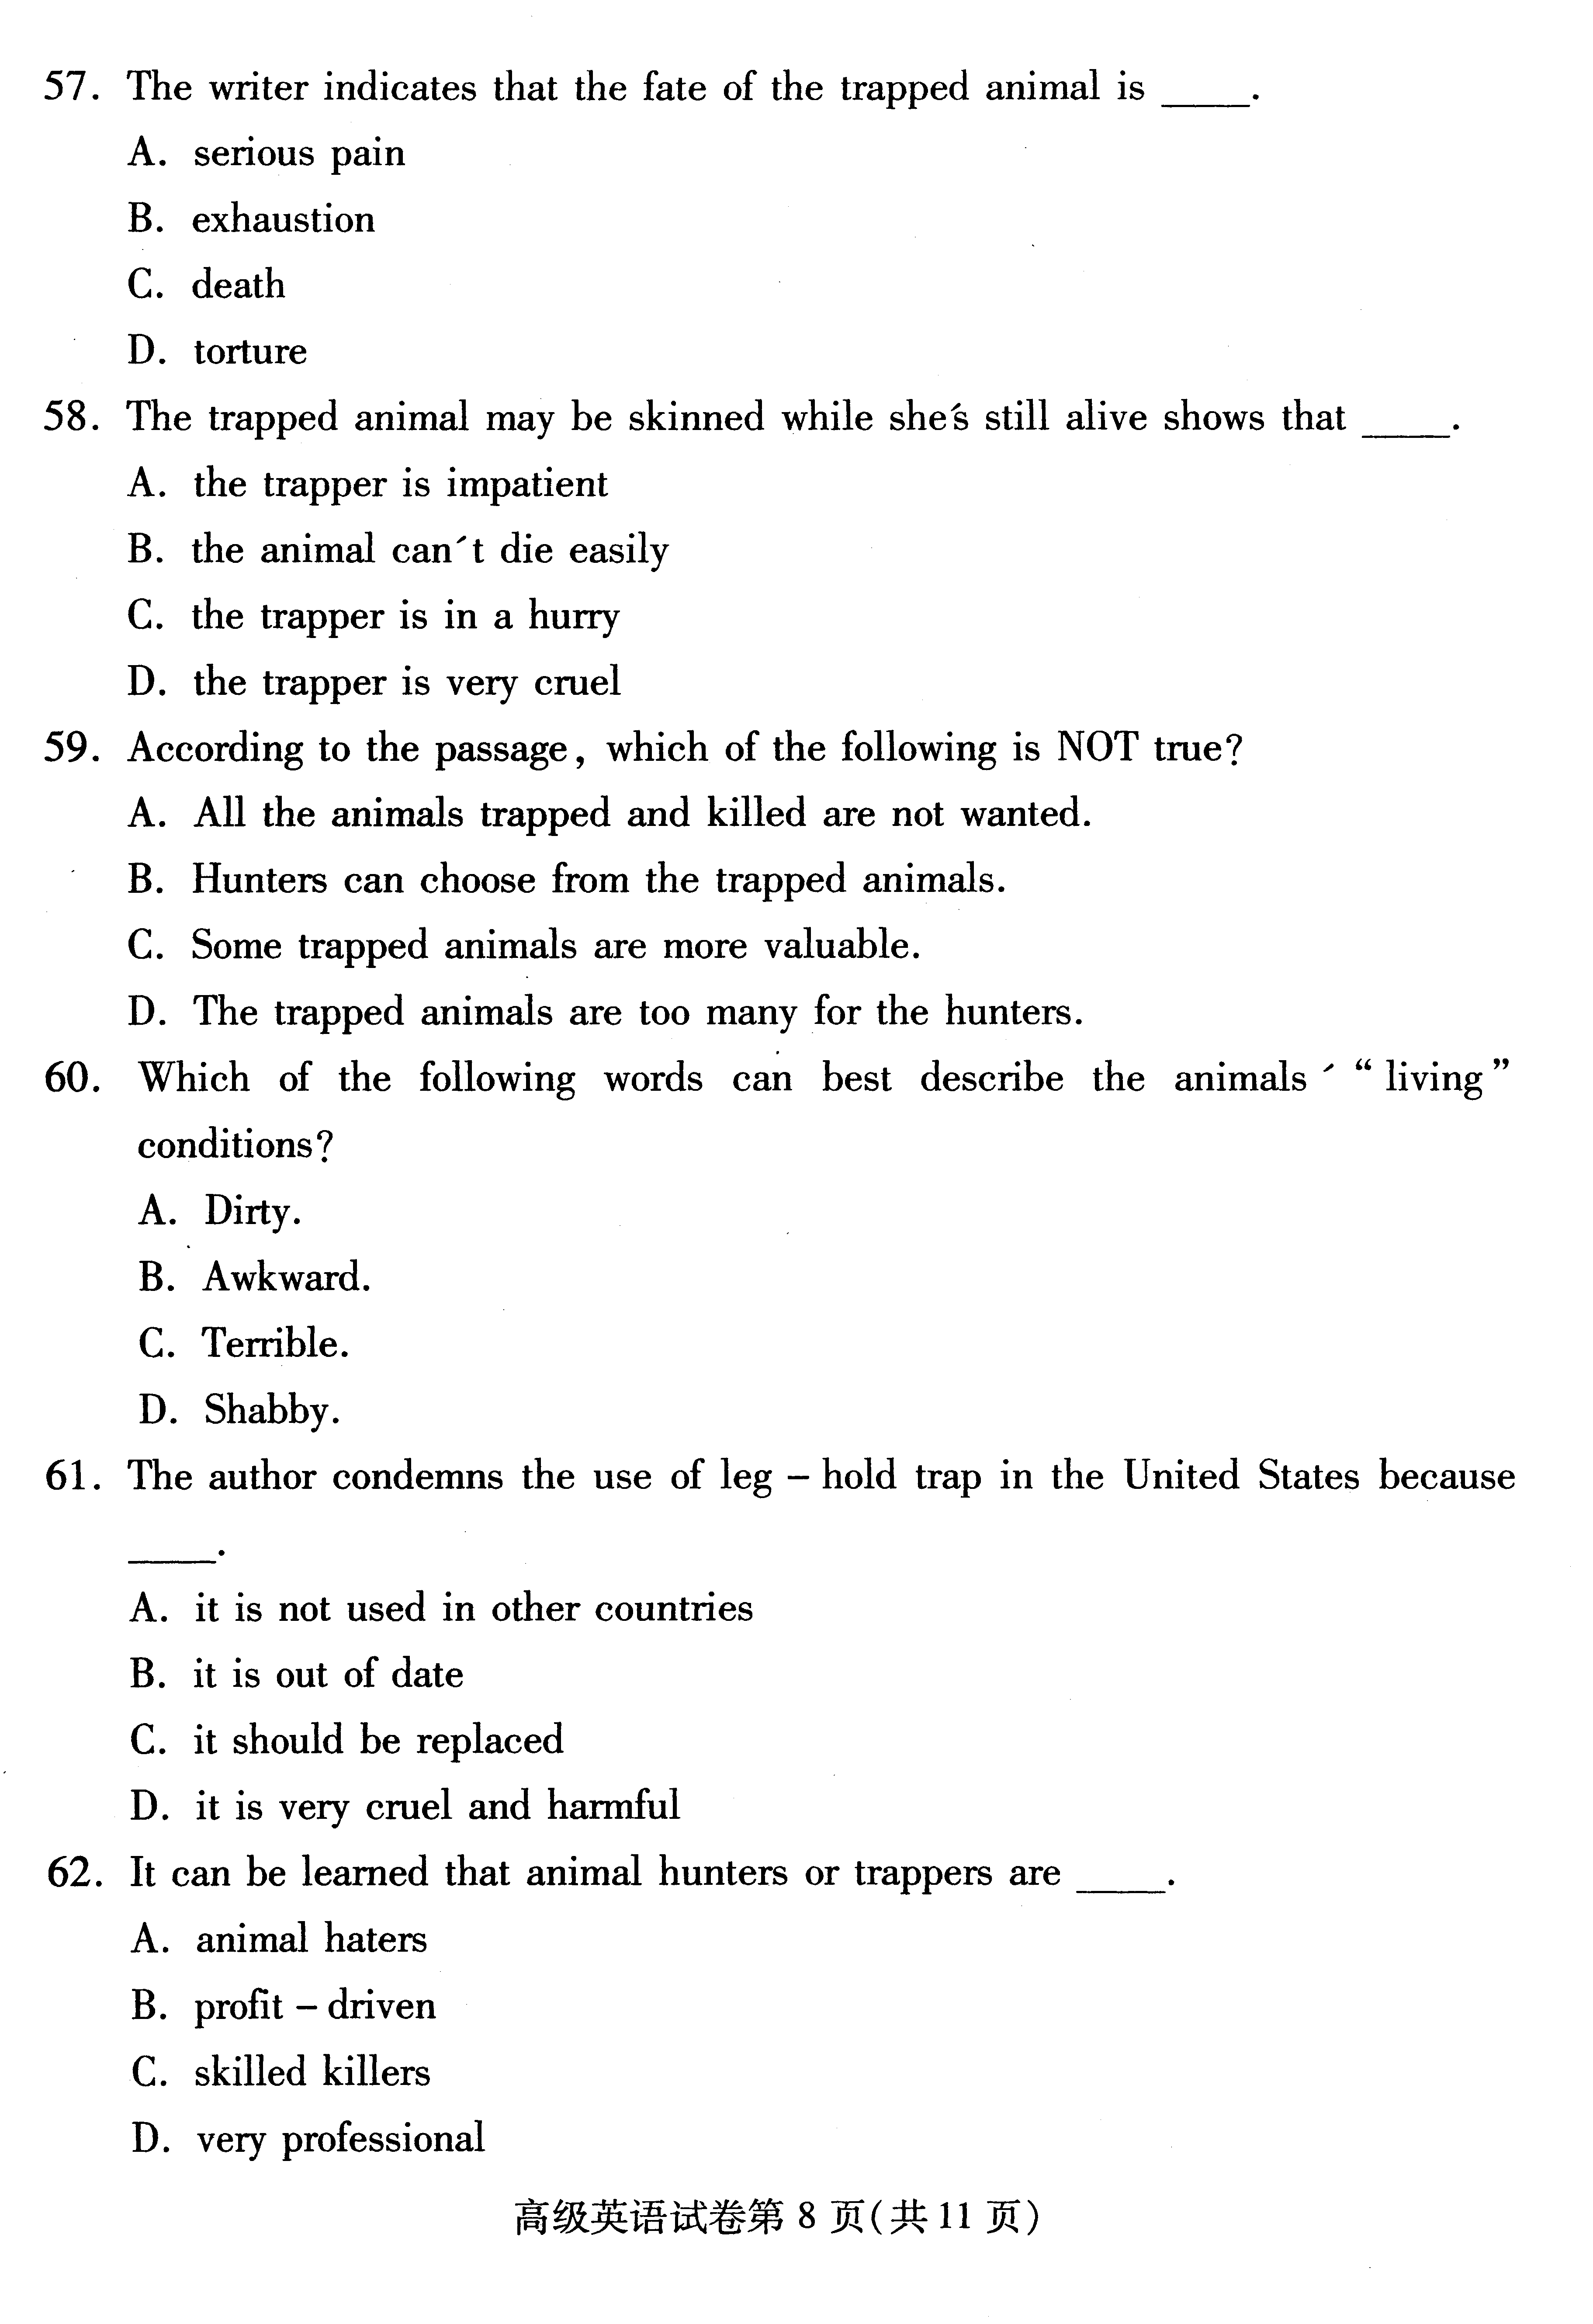 57. The writer indicates that the fate of the trapped animal is ____.
A. serious pain
B. exhaustion
C. death
D. torture
58. The trapped animal may be skinned while she´s still alive shows that ____.
A. the trapper is impatient
B. the animal can´t die easily
C. the trapper is in a hurry
D. the trapper is very cruel
59. According to the passage, which of the following is NOT true?
A. All the animals trapped and killed are not wanted.
B. Hunters can choose from the trapped animals.
C. Some trapped animals are more valuable.
D. The trapped animals are too many for the hunters.
60. Which of the following words can best describe the animals´ “living”
conditions?
A. Dirty.
B. Awkward.
C. Terrible.
D. Shabby.
61. The author condemns the use of leg – hold trap in the United States because
____.
A. it is not used in other countries
B. it is out of date
C. it should be replaced
D. it is very cruel and harmful
62. It can be learned that animal hunters or trappers are ____.
A. animal haters
B. profit – driven
C. skilled killers
D. very professional
高级英语试卷第 8 页(共 11 页)